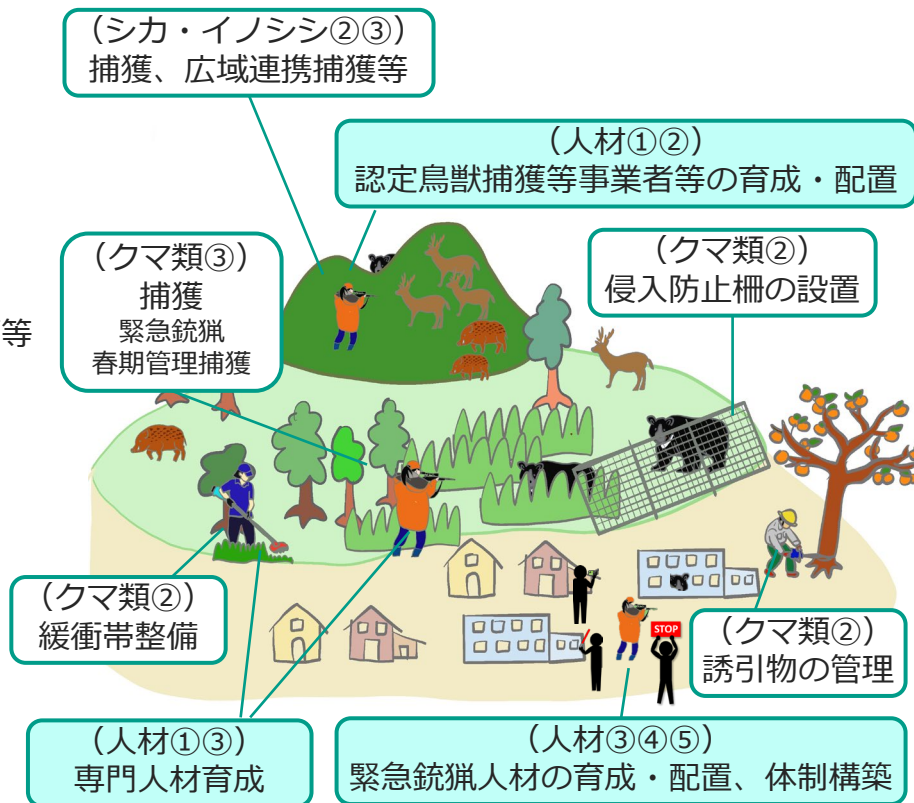 （シカ・イノシシ②③）
捕獲、広域連携捕獲等
（人材①②）
認定鳥獣捕獲等事業者等の育成・配置
（クマ類③）
捕獲
緊急銃猟
春期管理捕獲
（クマ類②）
侵入防止柵の設置
等
（クマ類②）
緩衝帯整備
STOP
（クマ類②）
誘引物の管理
（人材①③）
専門人材育成
（人材③④⑤）
緊急銃猟人材の育成・配置、体制構築